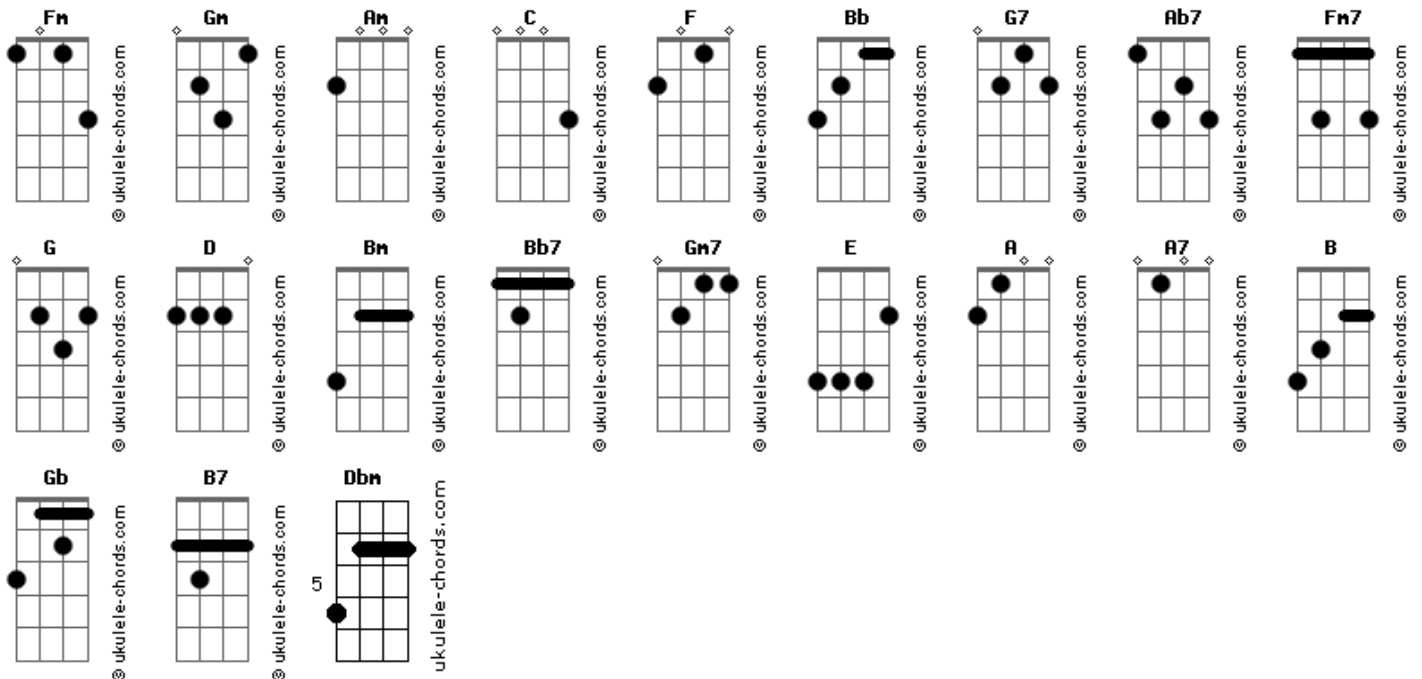 Fm Gm Am C F Bb G7 Ab7 Fm7
© ukulele-chords.com © ukulele-chords.com © ukulele-chords.com © ukulele-chords.com © ukulele-chords.com © ukulele-chords.com © ukulele-chords.com © ukulele-chords.com © ukulele-chords.com
G D Bm Bb7 Gm7 E A A7 B
© ukulele-chords.com © ukulele-chords.com © ukulele-chords.com © ukulele-chords.com © ukulele-chords.com © ukulele-chords.com © ukulele-chords.com © ukulele-chords.com © ukulele-chords.com
Gb B7 Dbm
© ukulele-chords.com © ukulele-chords.com 5 ukulele-chords.com